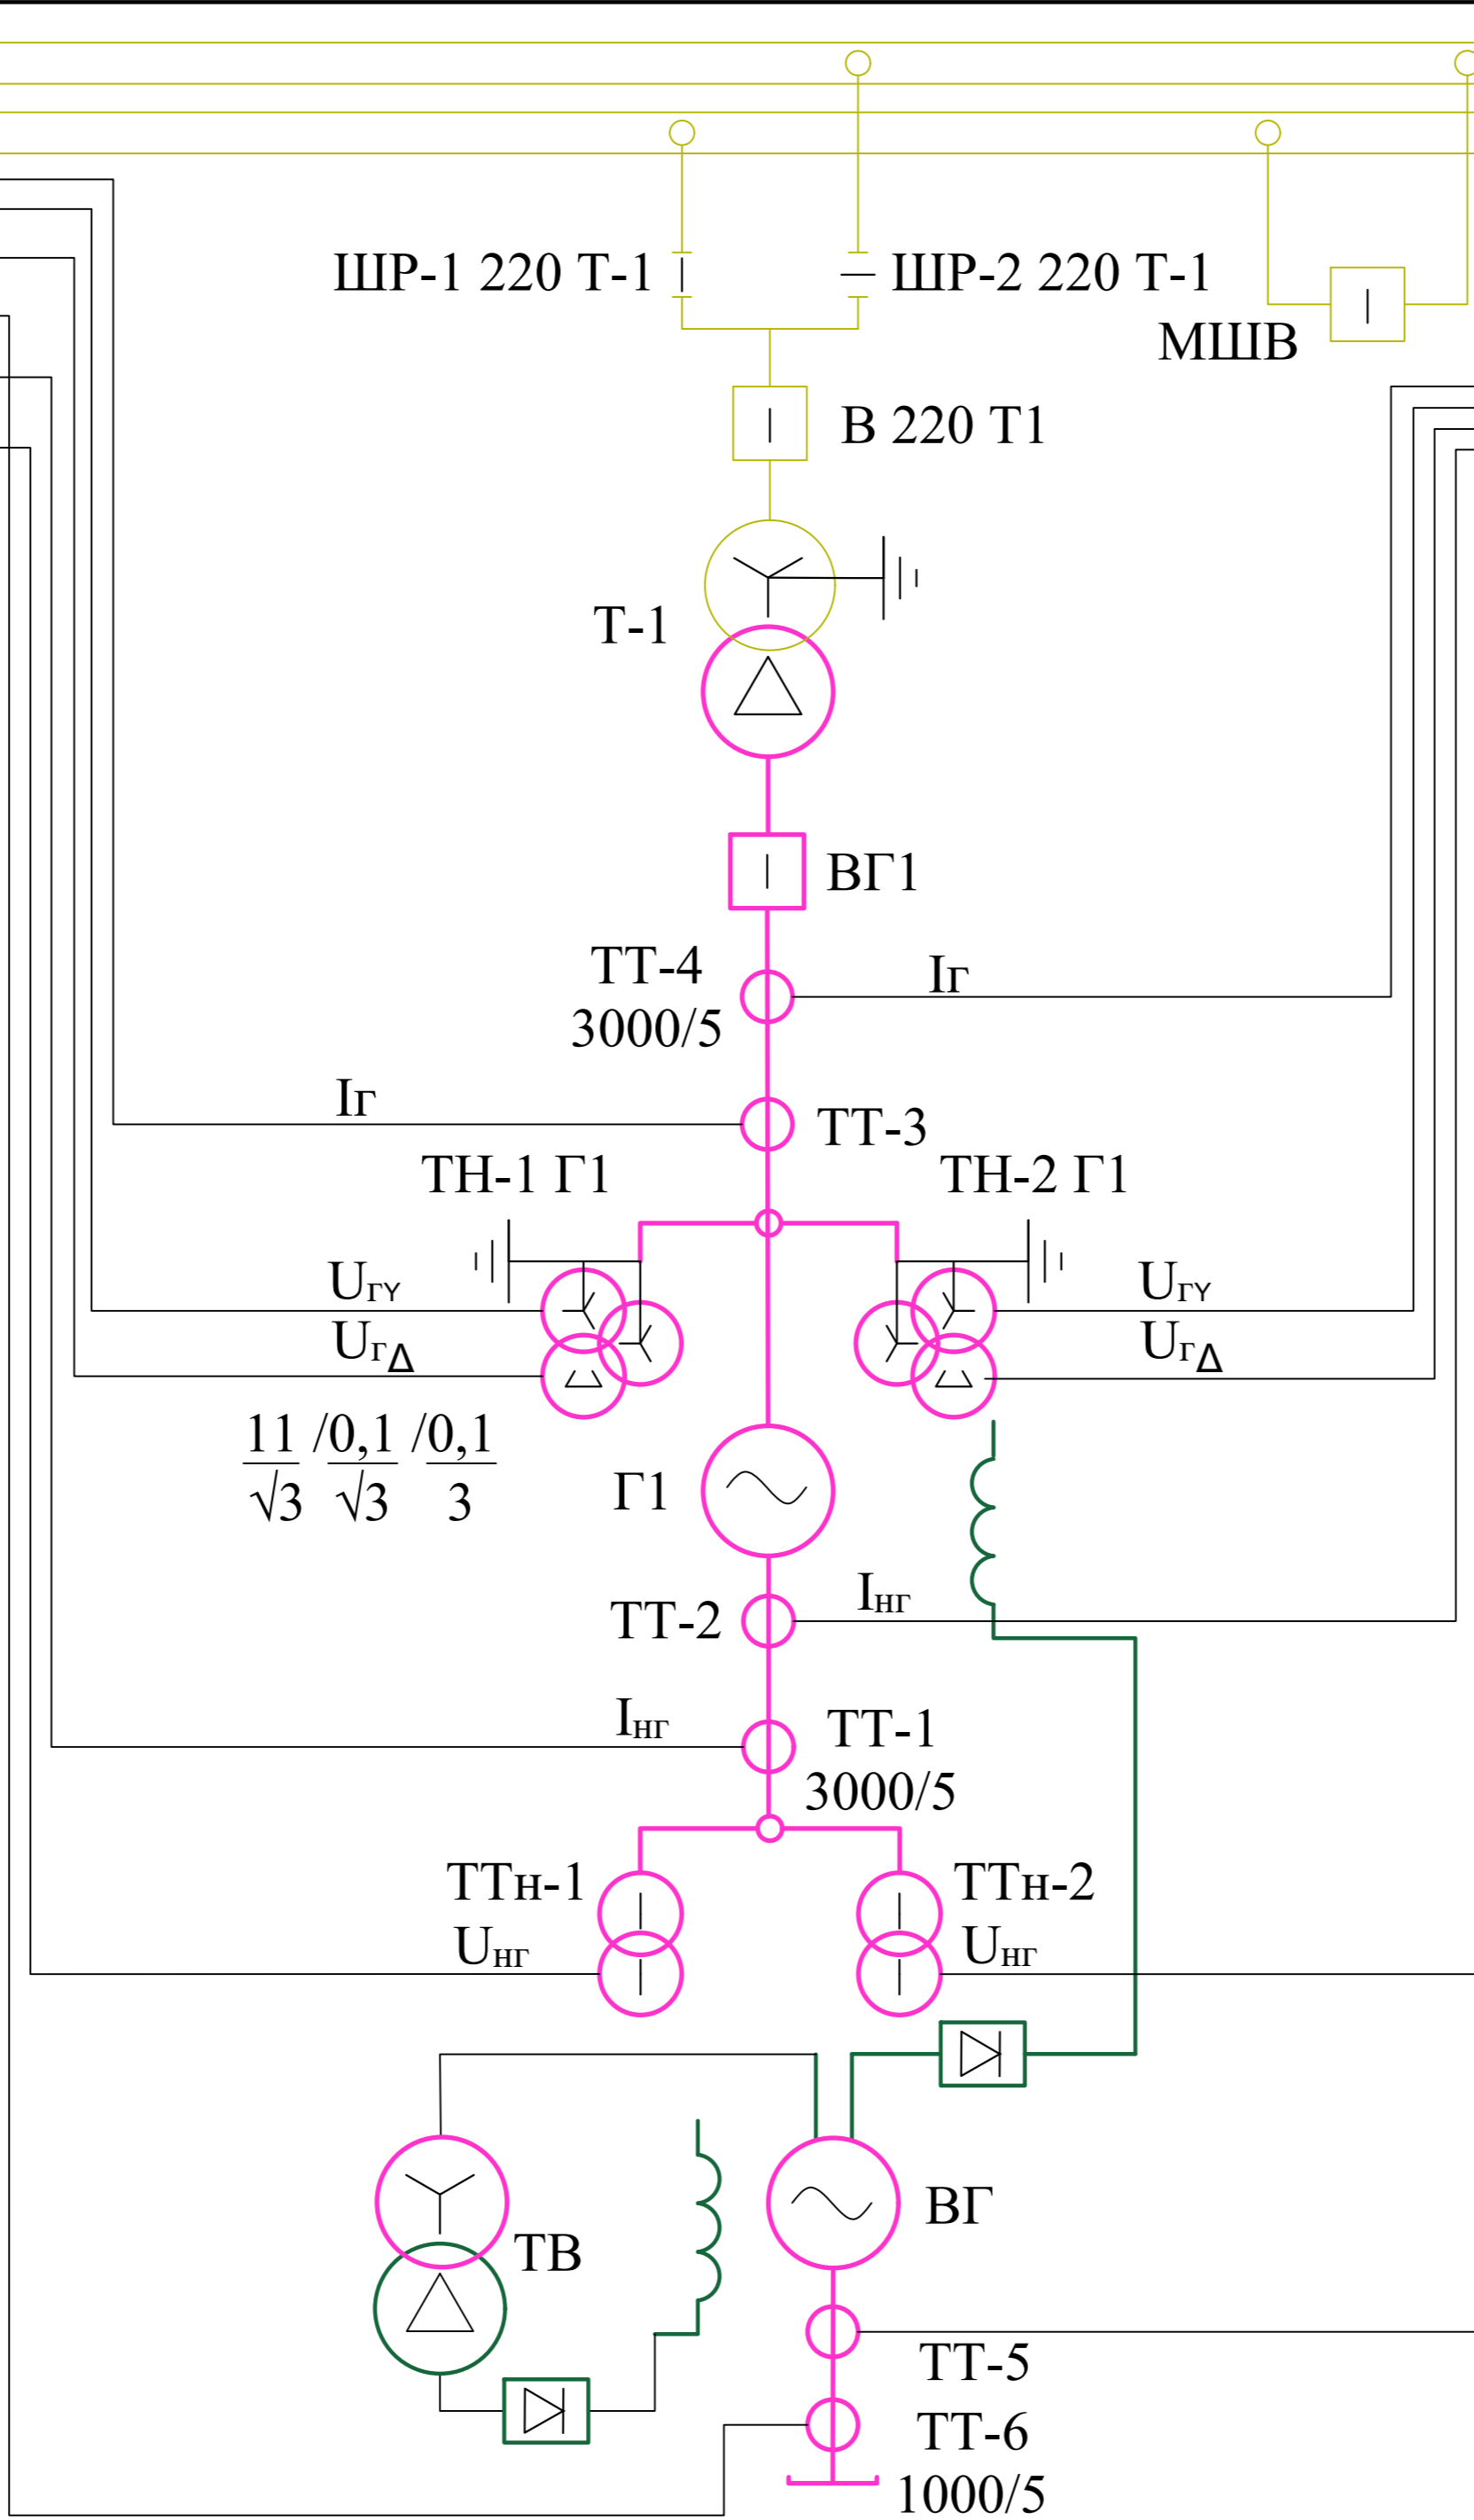 ШР-1 220 Т-1
ШР-2 220 Т-1
МШВ
В 220 Т1
Т-1
ВГ1
ТТ-4
3000/5
Iг
Iг
ТТ-3
ТН-1 Г1
ТН-2 Г1
UгY
UгY
UгΔ
UгΔ
11/√3 /0,1/√3 /0,1/3
Г1
Iнг
ТТ-2
Iнг
ТТ-1
3000/5
ТТн-1
ТТн-2
Uнг
Uнг
ВГ
ТВ
ТТ-5
ТТ-6
1000/5